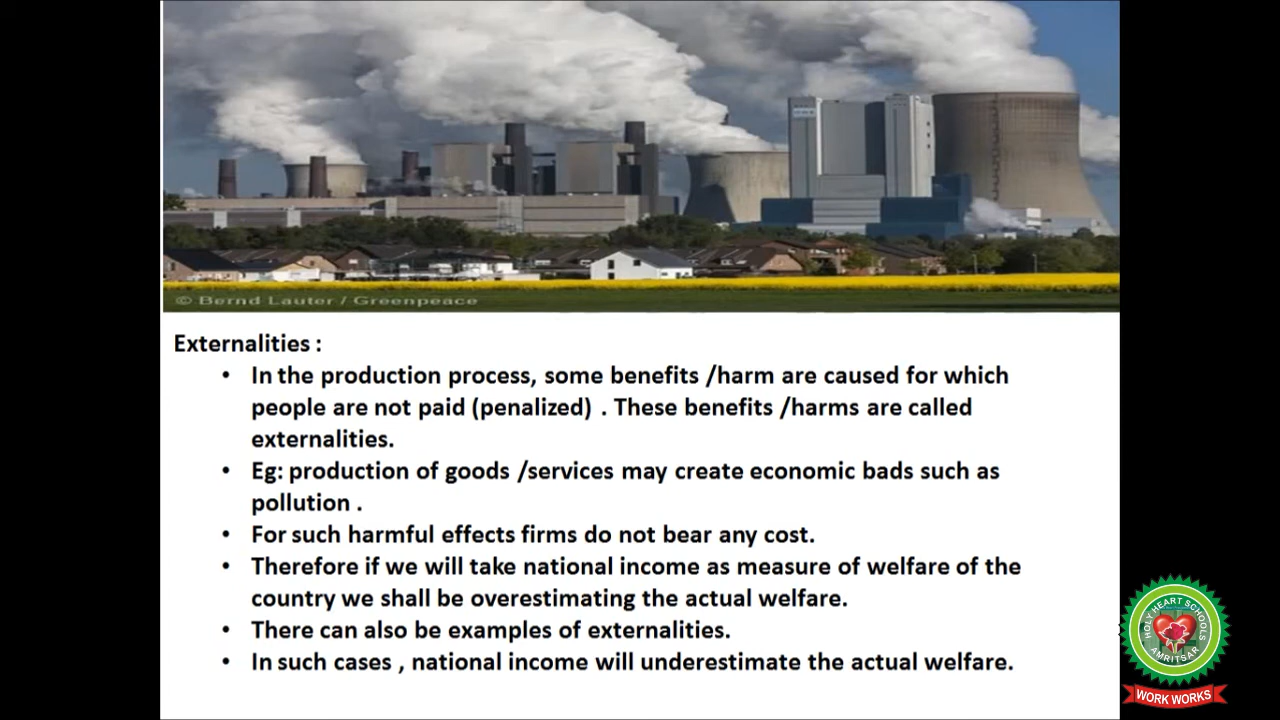 © Bernd Lauter / Greenpeace
Externalities :
• In the production process, some benefits /harm are caused for which
people are not paid (penalized) . These benefits /harms are called
externalities.
• Eg: production of goods /services may create economic bads such as
pollution .
• For such harmful effects firms do not bear any cost.
• Therefore if we will take national income as measure of welfare of the
country we shall be overestimating the actual welfare.
• There can also be examples of externalities.
• In such cases , national income will underestimate the actual welfare.
HOLY HEART SCHOOLS
AMRITSAR
WORK WORKS